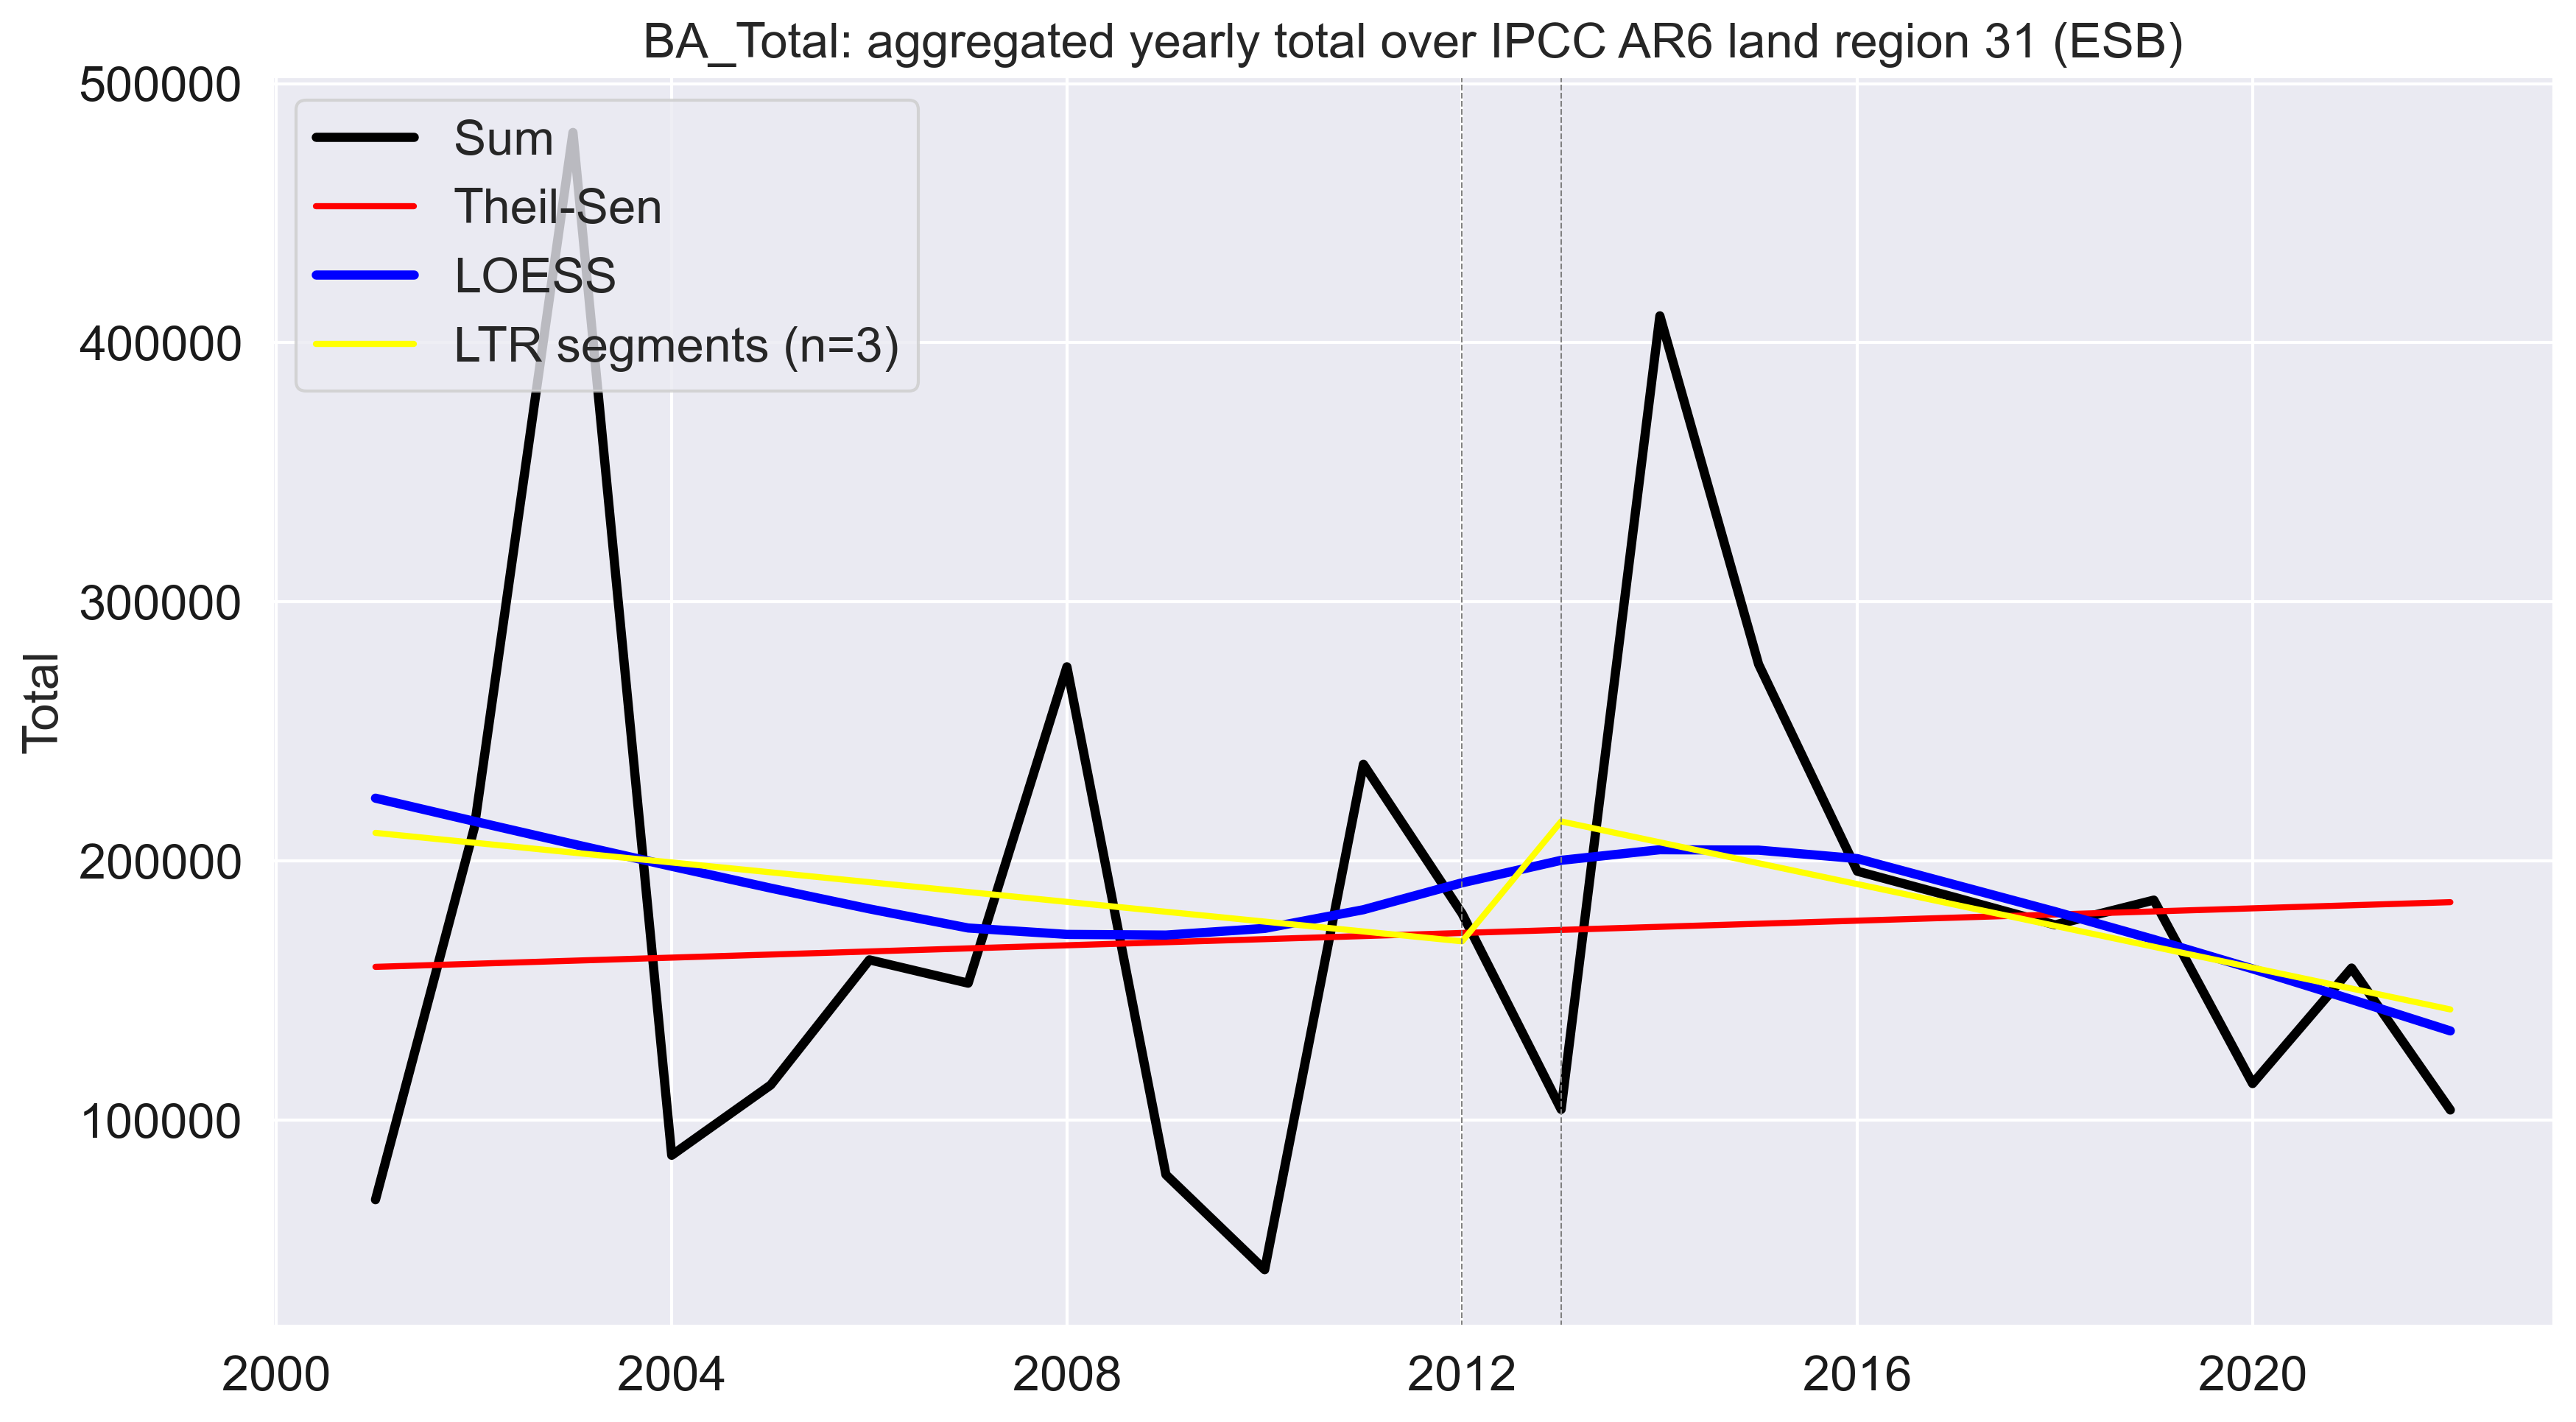 BA_Total: aggregated yearly total over IPCC AR6 land region 31 (ESB)
500000
400000
300000
200000
100000
Total
Sum
Theil-Sen
LOESS
LTR segments (n=3)
2000 2004 2008 2012 2016 2020